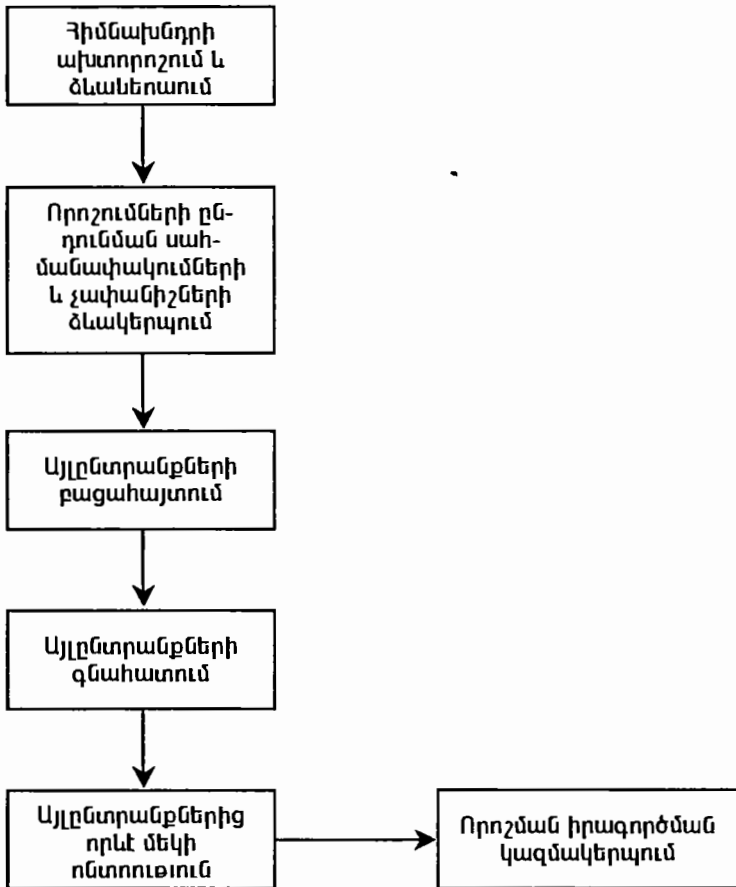 Հիմնախնդրի
ախտորոշում և
ձևակերպում
Որոշումների ըն-
դունման սահ-
մանափակումների
և չափանիշների
ձևակերպում
Այլընտրանքների
բացահայտում
Այլընտրանքների
գնահատում
Այլընտրանքներից
որևէ մեկի
ընտրություն
Որոշման իրագործման
կազմակերպում